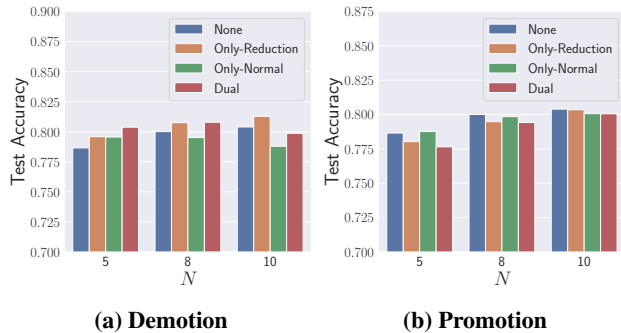 0.900
0.875
0.850
0.825
0.800
0.775
0.750
0.725
0.700
Test Accuracy
None
Only-Reduction
Only-Normal
Dual
5
8
10
N
(a) Demotion
0.875
0.850
0.825
0.800
0.775
0.750
0.725
0.700
Test Accuracy
None
Only-Reduction
Only-Normal
Dual
5
8
10
N
(b) Promotion